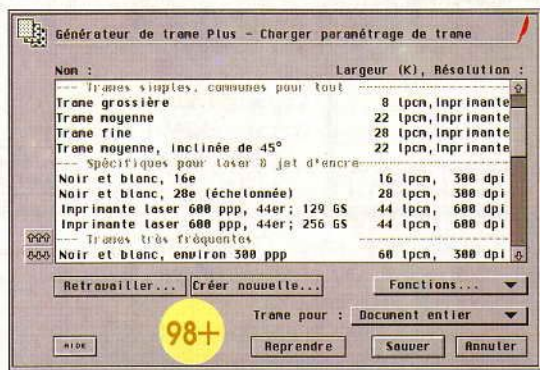 Générateur de trame Plus - Charger paramétrage de trame
Nom : Largeur (K), Résolution :
--- Trames simples, communes pour tout ---
Trame grossière 8 lpcm, Imprimante
Trame moyenne 22 lpcm, Imprimante
Trame fine 28 lpcm, Imprimante
Trame moyenne, inclinée de 45° 22 lpcm, Imprimante
--- Spécifiques pour laser & jet d'encre ---
Noir et blanc, 16e 16 lpcm, 300 dpi
Noir et blanc, 28e (échelonnée) 28 lpcm, 300 dpi
Imprimante laser 600 ppp, 44er; 129 GS 44 lpcm, 600 dpi
Imprimante laser 600 ppp, 44er; 256 GS 44 lpcm, 600 dpi
--- Trames très fréquentes ---
Noir et blanc, environ 300 ppp 60 lpcm, 300 dpi
Retravailler... Créer nouvelle... Fonctions...
Trame pour : Document entier
98+
AIDE Reprendre Sauver Annuler